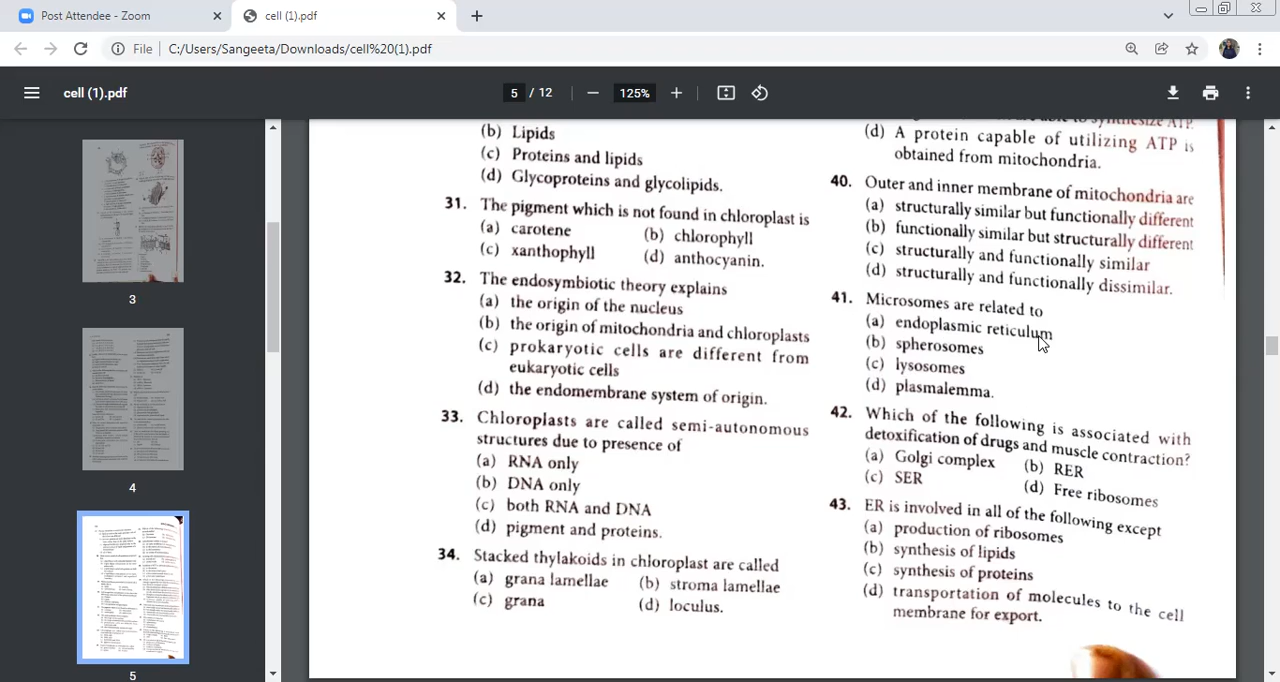 Post Attendee - Zoom
cell (1).pdf
File
C:/Users/Sangeeta/Downloads/cell%20(1).pdf
cell (1).pdf
5 / 12
125%
3
4
5
(b) Lipids
(c) Proteins and lipids
(d) Glycoproteins and glycolipids.
31. The pigment which is not found in chloroplast is
(a) carotene (b) chlorophyll
(c) xanthophyll (d) anthocyanin.
32. The endosymbiotic theory explains
(a) the origin of the nucleus
(b) the origin of mitochondria and chloroplasts
(c) prokaryotic cells are different from
eukaryotic cells
(d) the endomembrane system of origin.
33. Chloroplasts are called semi-autonomous
structures due to presence of
(a) RNA only
(b) DNA only
(c) both RNA and DNA
(d) pigment and proteins.
34. Stacked thylakoids in chloroplast are called
(a) grana lamellae (b) stroma lamellae
(c) grana (d) loculus.
to synthesize ATP.
(d) A protein capable of utilizing ATP is
obtained from mitochondria.
40. Outer and inner membrane of mitochondria are
(a) structurally similar but functionally different
(b) functionally similar but structurally different
(c) structurally and functionally similar
(d) structurally and functionally dissimilar.
41. Microsomes are related to
(a) endoplasmic reticulum
(b) spherosomes
(c) lysosomes
(d) plasmalemma.
42. Which of the following is associated with
detoxification of drugs and muscle contraction?
(a) Golgi complex (b) RER
(c) SER (d) Free ribosomes
43. ER is involved in all of the following except
(a) production of ribosomes
(b) synthesis of lipids
(c) synthesis of proteins
(d) transportation of molecules to the cell
membrane for export.